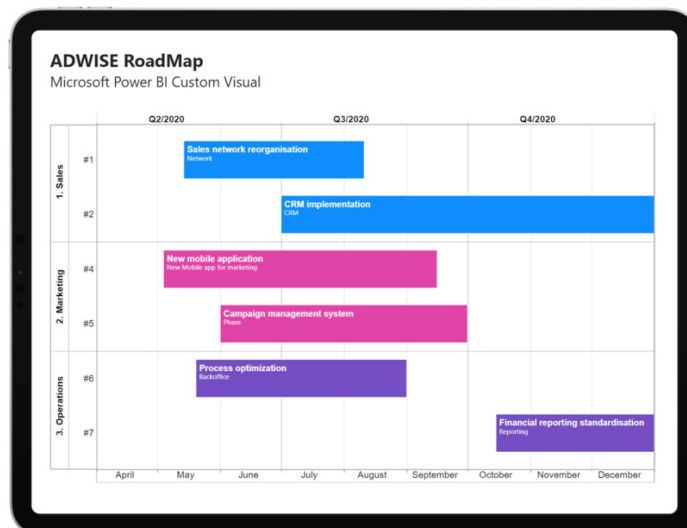 ADWISE RoadMap
Microsoft Power BI Custom Visual
Q2/2020 Q3/2020 Q4/2020
1. Sales
#1
Sales network reorganisation
Network
#2
CRM implementation
CRM
2. Marketing
#4
New mobile application
New Mobile app for marketing
#5
Campaign management system
Phase
3. Operations
#6
Process optimization
Backoffice
#7
Financial reporting standardisation
Reporting
April May June July August September October November December